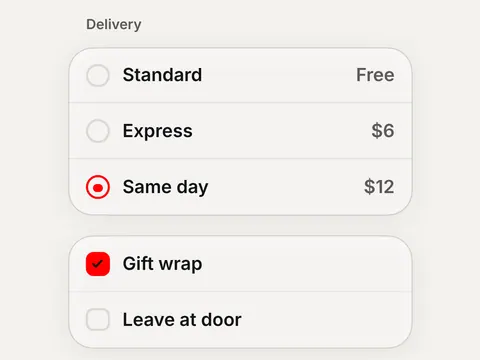 Delivery
Standard Free
Express $6
Same day $12
Gift wrap
Leave at door